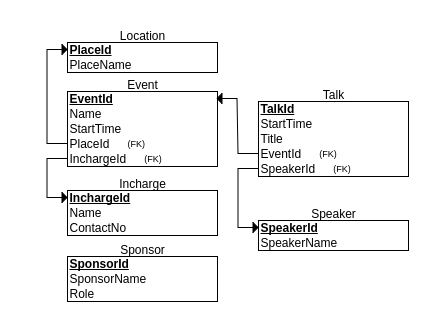 Location
PlaceId
PlaceName
Event
EventId
Name
StartTime
PlaceId (FK)
InchargeId (FK)
Incharge
InchargeId
Name
ContactNo
Sponsor
SponsorId
SponsorName
Role
Talk
TalkId
StartTime
Title
EventId (FK)
SpeakerId (FK)
Speaker
SpeakerId
SpeakerName